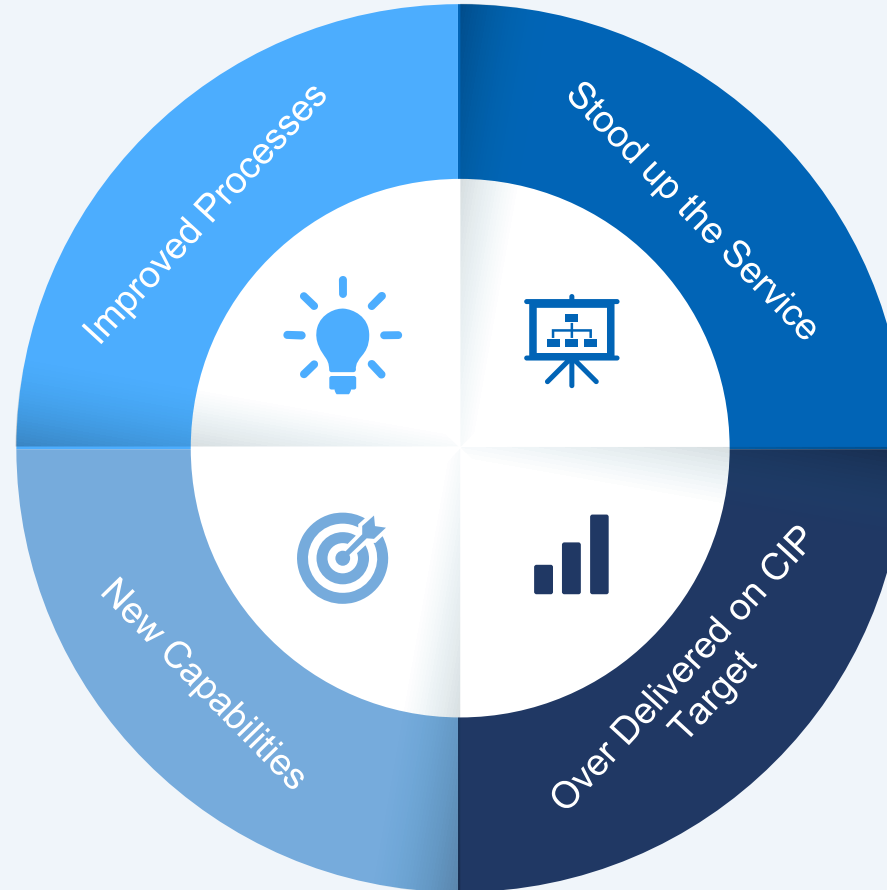 Improved Processes
Stood up the Service
New Capabilities
Over Delivered on CIP
Target